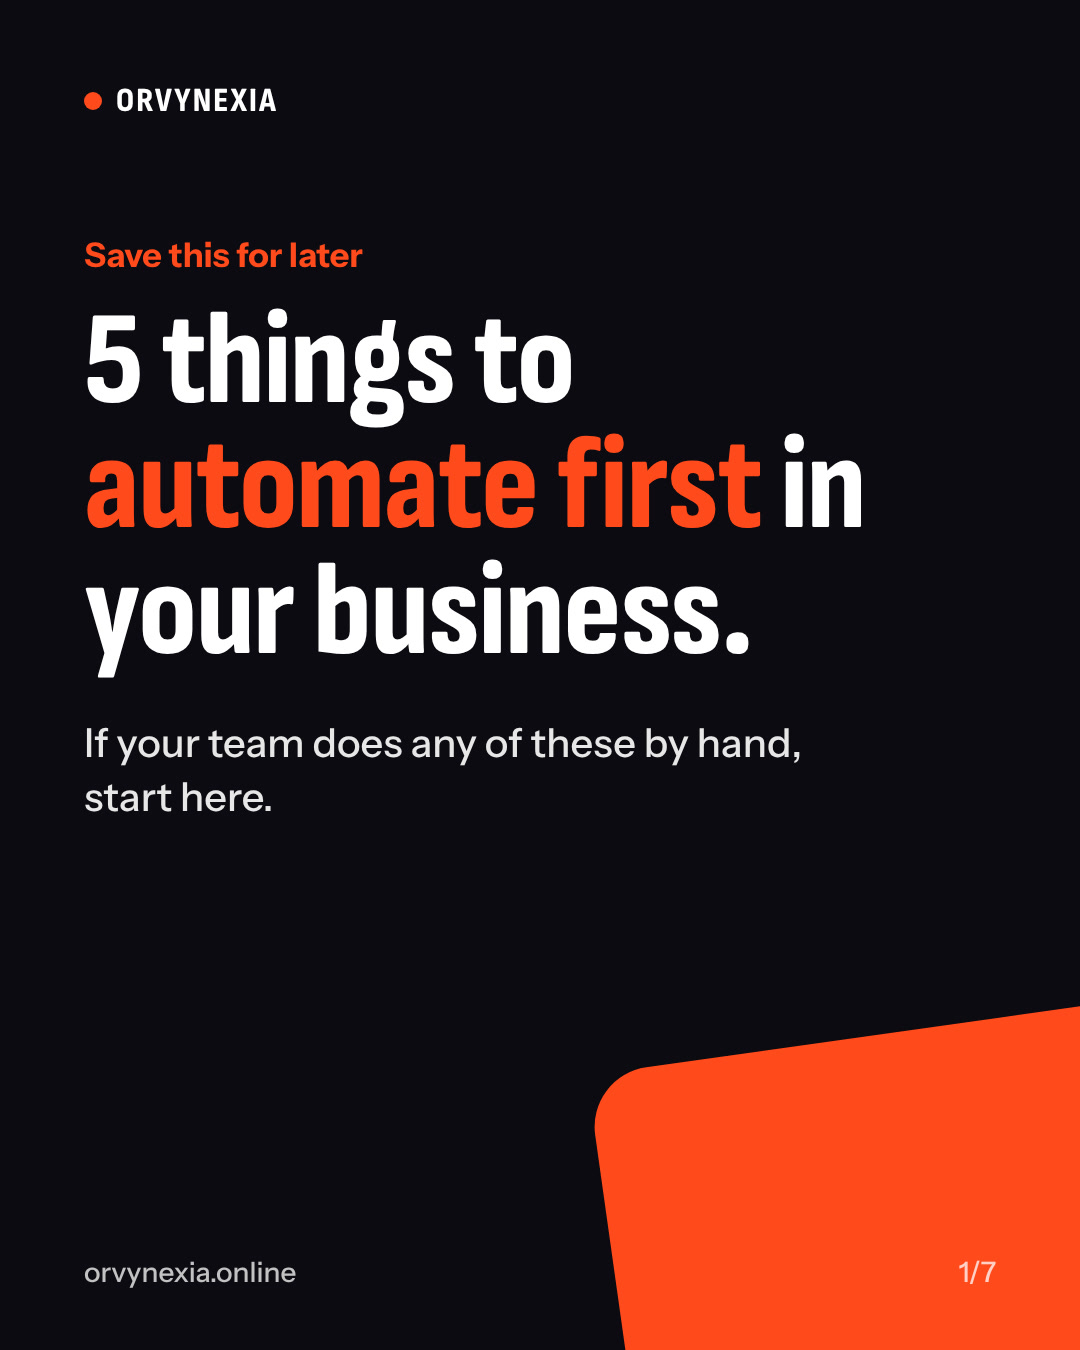 ORVYNEXIA
Save this for later
5 things to
automate first in
your business.
If your team does any of these by hand,
start here.
orvynexia.online
1/7